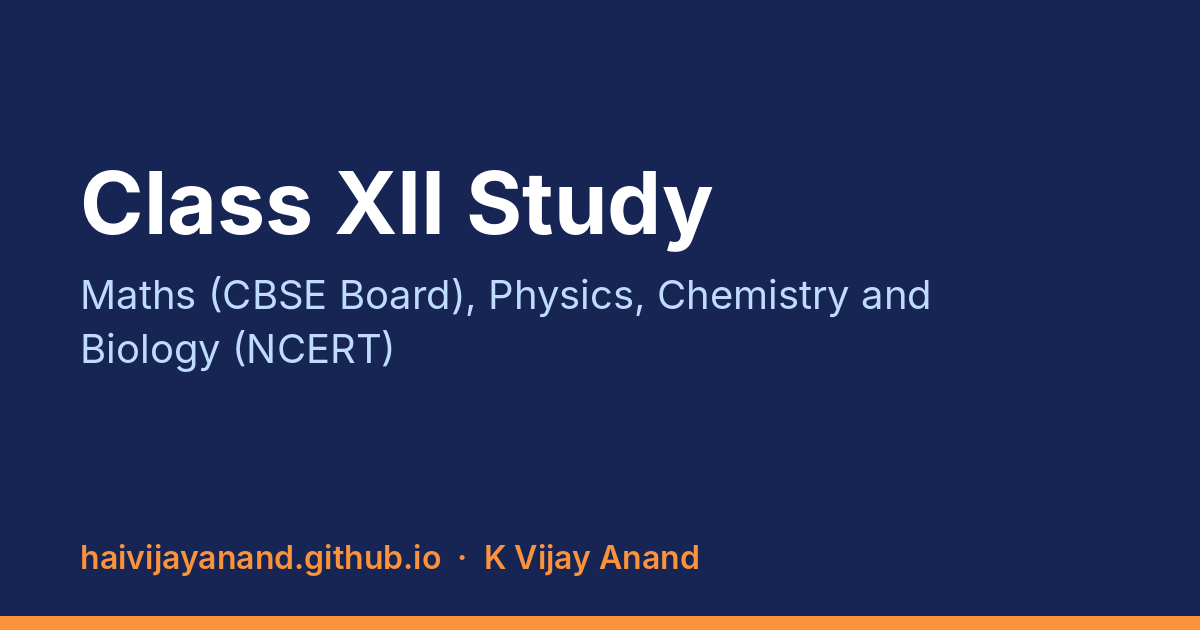 Class XII Study
Maths (CBSE Board), Physics, Chemistry and
Biology (NCERT)
haivijayanand.github.io · K Vijay Anand